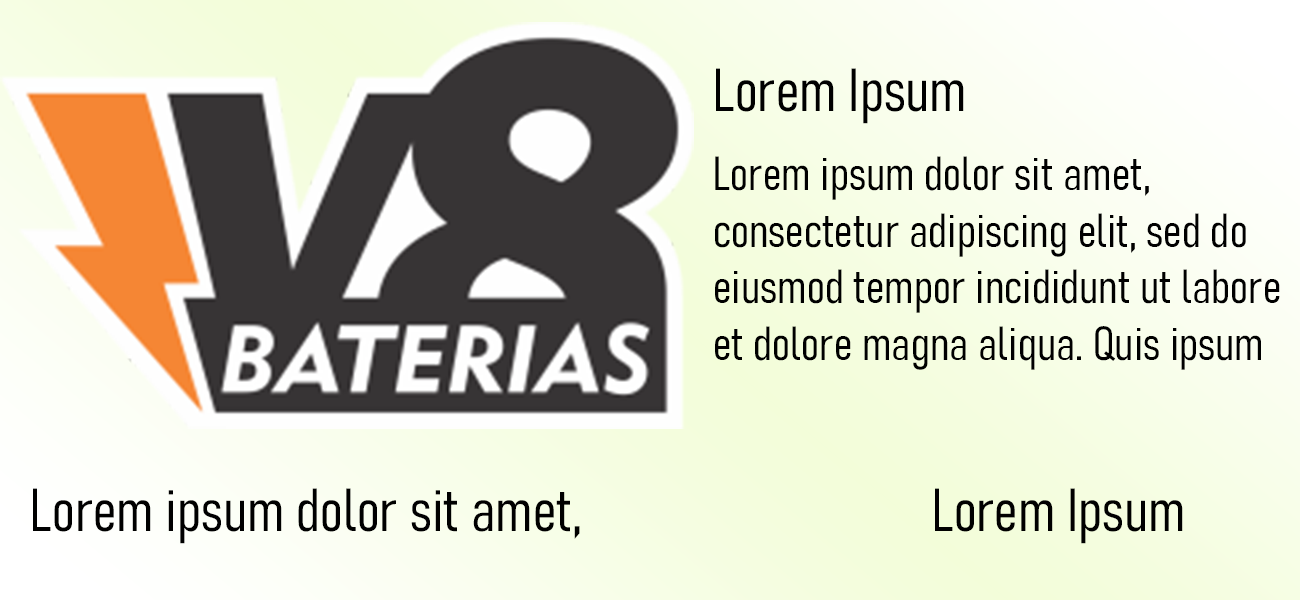 V8
BATERIAS
Lorem Ipsum
Lorem ipsum dolor sit amet,
consectetur adipiscing elit, sed do
eiusmod tempor incididunt ut labore
et dolore magna aliqua. Quis ipsum
Lorem ipsum dolor sit amet,
Lorem Ipsum